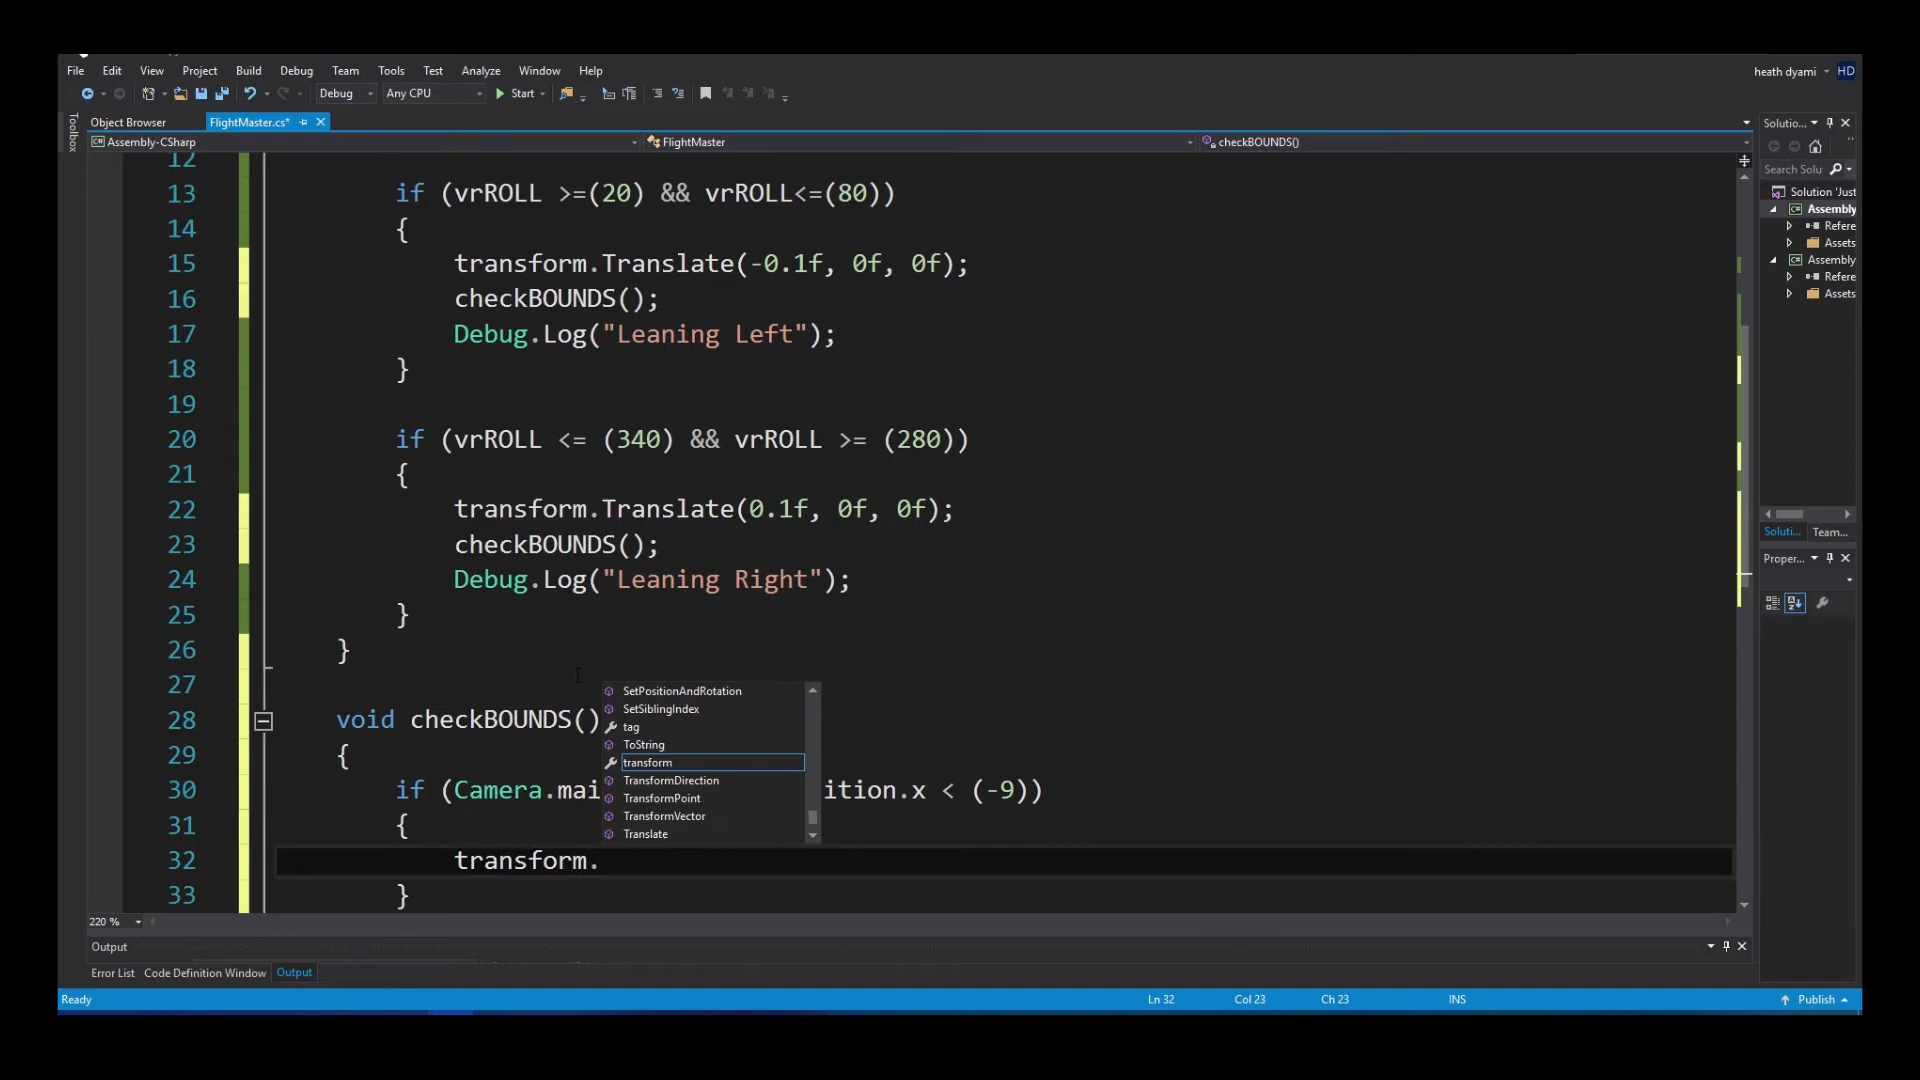 File Edit View Project Build Debug Team Tools Test Analyze Window Help
heath dyami HD
Debug Any CPU Start
Object Browser FlightMaster.cs*
Assembly-CSharp FlightMaster checkBOUNDS()
12
13 if (vrROLL >=(20) && vrROLL<=(80))
14 {
15 transform.Translate(-0.1f, 0f, 0f);
16 checkBOUNDS();
17 Debug.Log("Leaning Left");
18 }
19
20 if (vrROLL <= (340) && vrROLL >= (280))
21 {
22 transform.Translate(0.1f, 0f, 0f);
23 checkBOUNDS();
24 Debug.Log("Leaning Right");
25 }
26 }
27
28 void checkBOUNDS()
29 {
30 if (Camera.mai ition.x < (-9))
31 {
32 transform.
33 }
SetPositionAndRotation
SetSiblingIndex
tag
ToString
transform
TransformDirection
TransformPoint
TransformVector
Translate
220 %
Output
Error List Code Definition Window Output
Ready Ln 32 Col 23 Ch 23 INS Publish
Toolbox
Solutio...
Search Solu
Solution 'Just
Assembly
Refere
Assets
Assembly
Refere
Assets
Soluti... Team...
Proper...